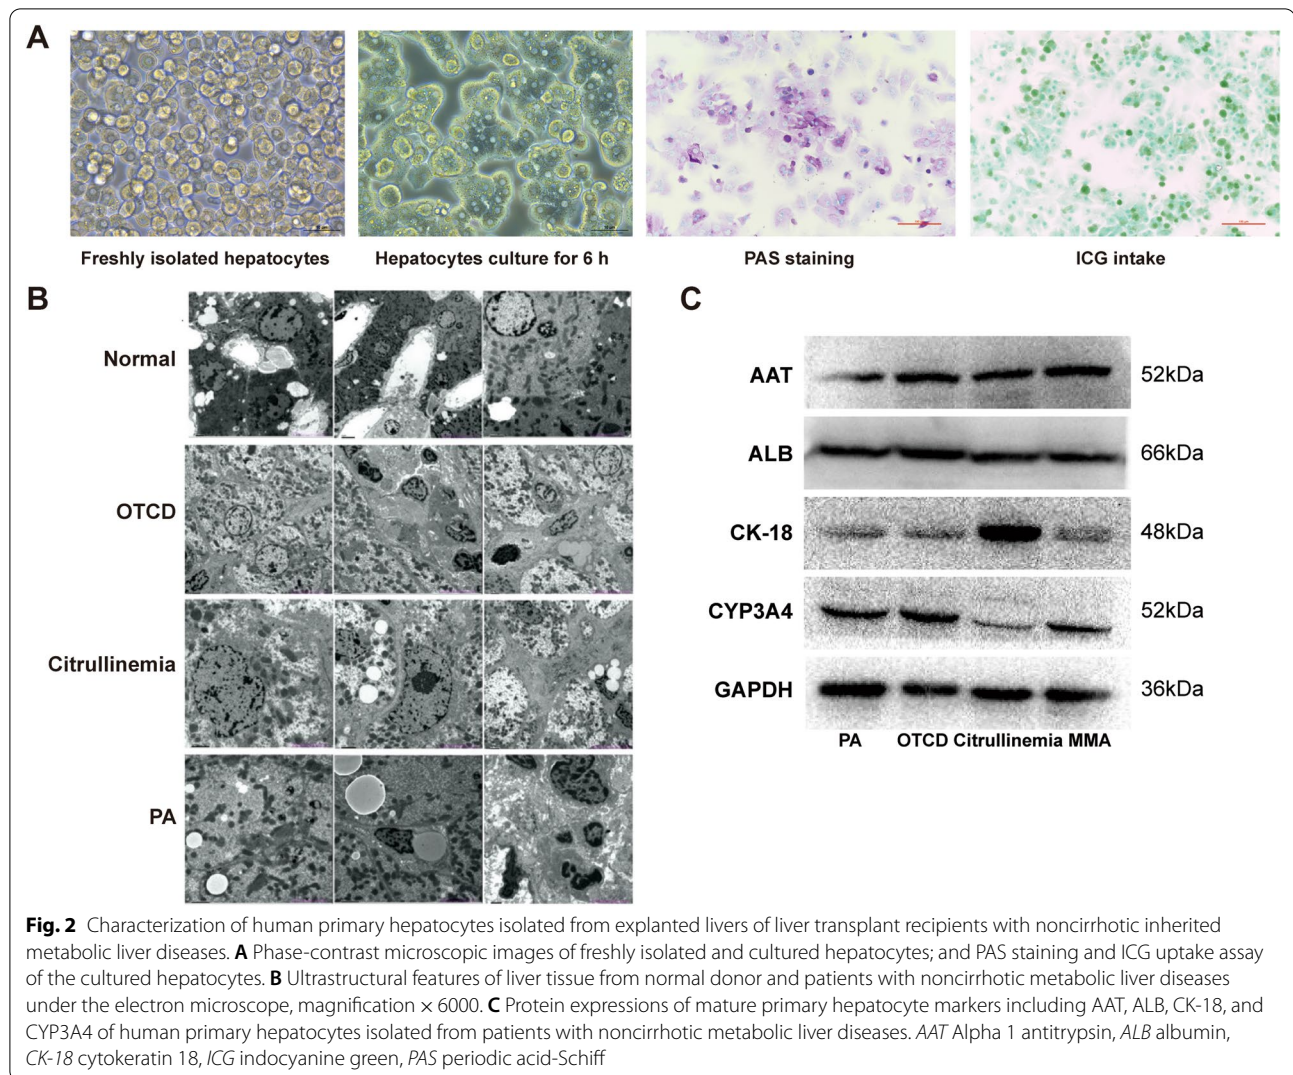 A
Freshly isolated hepatocytes
Hepatocytes culture for 6 h
PAS staining
ICG intake
B
Normal
OTCD
Citrullinemia
PA
C
AAT
52kDa
ALB
66kDa
CK-18
48kDa
CYP3A4
52kDa
GAPDH
36kDa
PA OTCD Citrullinemia MMA
Fig. 2 Characterization of human primary hepatocytes isolated from explanted livers of liver transplant recipients with noncirrhotic inherited
metabolic liver diseases. A Phase-contrast microscopic images of freshly isolated and cultured hepatocytes; and PAS staining and ICG uptake assay
of the cultured hepatocytes. B Ultrastructural features of liver tissue from normal donor and patients with noncirrhotic metabolic liver diseases
under the electron microscope, magnification × 6000. C Protein expressions of mature primary hepatocyte markers including AAT, ALB, CK-18, and
CYP3A4 of human primary hepatocytes isolated from patients with noncirrhotic metabolic liver diseases. AAT Alpha 1 antitrypsin, ALB albumin,
CK-18 cytokeratin 18, ICG indocyanine green, PAS periodic acid-Schiff